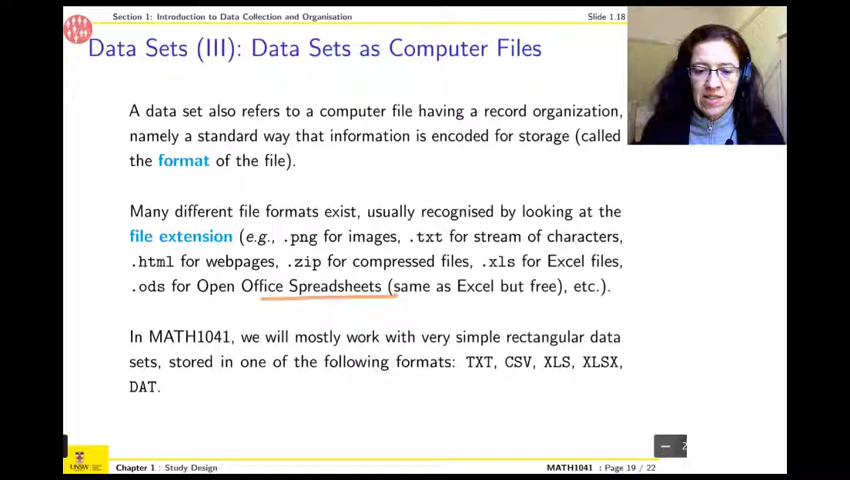 Section 1: Introduction to Data Collection and Organisation
Slide 1.18
Data Sets (III): Data Sets as Computer Files
A data set also refers to a computer file having a record organization,
namely a standard way that information is encoded for storage (called
the format of the file).
Many different file formats exist, usually recognised by looking at the
file extension (e.g., .png for images, .txt for stream of characters,
.html for webpages, .zip for compressed files, .xls for Excel files,
.ods for Open Office Spreadsheets (same as Excel but free), etc.).
In MATH1041, we will mostly work with very simple rectangular data
sets, stored in one of the following formats: TXT, CSV, XLS, XLSX,
DAT.
UNSW
Chapter 1 : Study Design
MATH1041 : Page 19 / 22